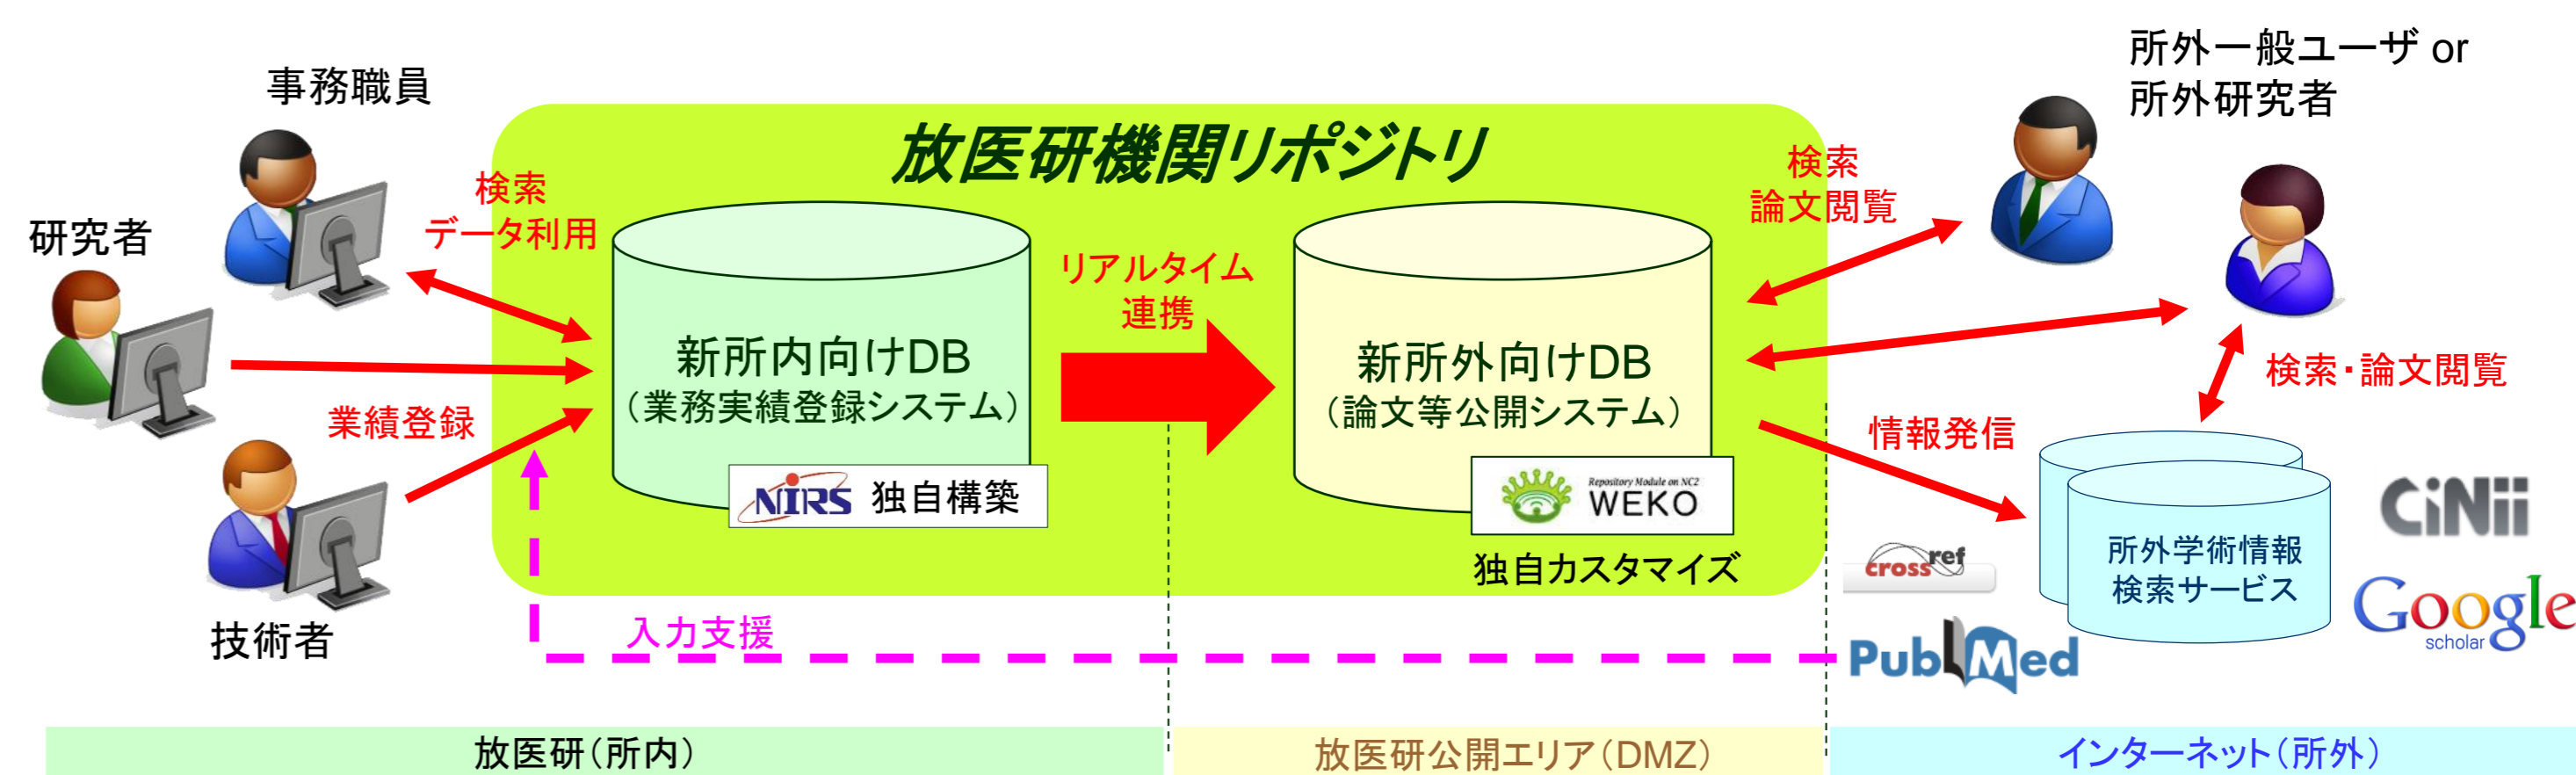 事務職員
研究者
技術者
検索
データ利用
業績登録
入力支援
放医研機関リポジトリ
新所内向けDB
（業務実績登録システム）
NIRS 独自構築
リアルタイム
連携
新所外向けDB
（論文等公開システム）
Repository Module on NC2
WEKO
独自カスタマイズ
所外一般ユーザ or
所外研究者
検索
論文閲覧
検索・論文閲覧
情報発信
所外学術情報
検索サービス
crossref
PubMed
CiNii
Google
scholar
放医研（所内）
放医研公開エリア（DMZ）
インターネット（所外）